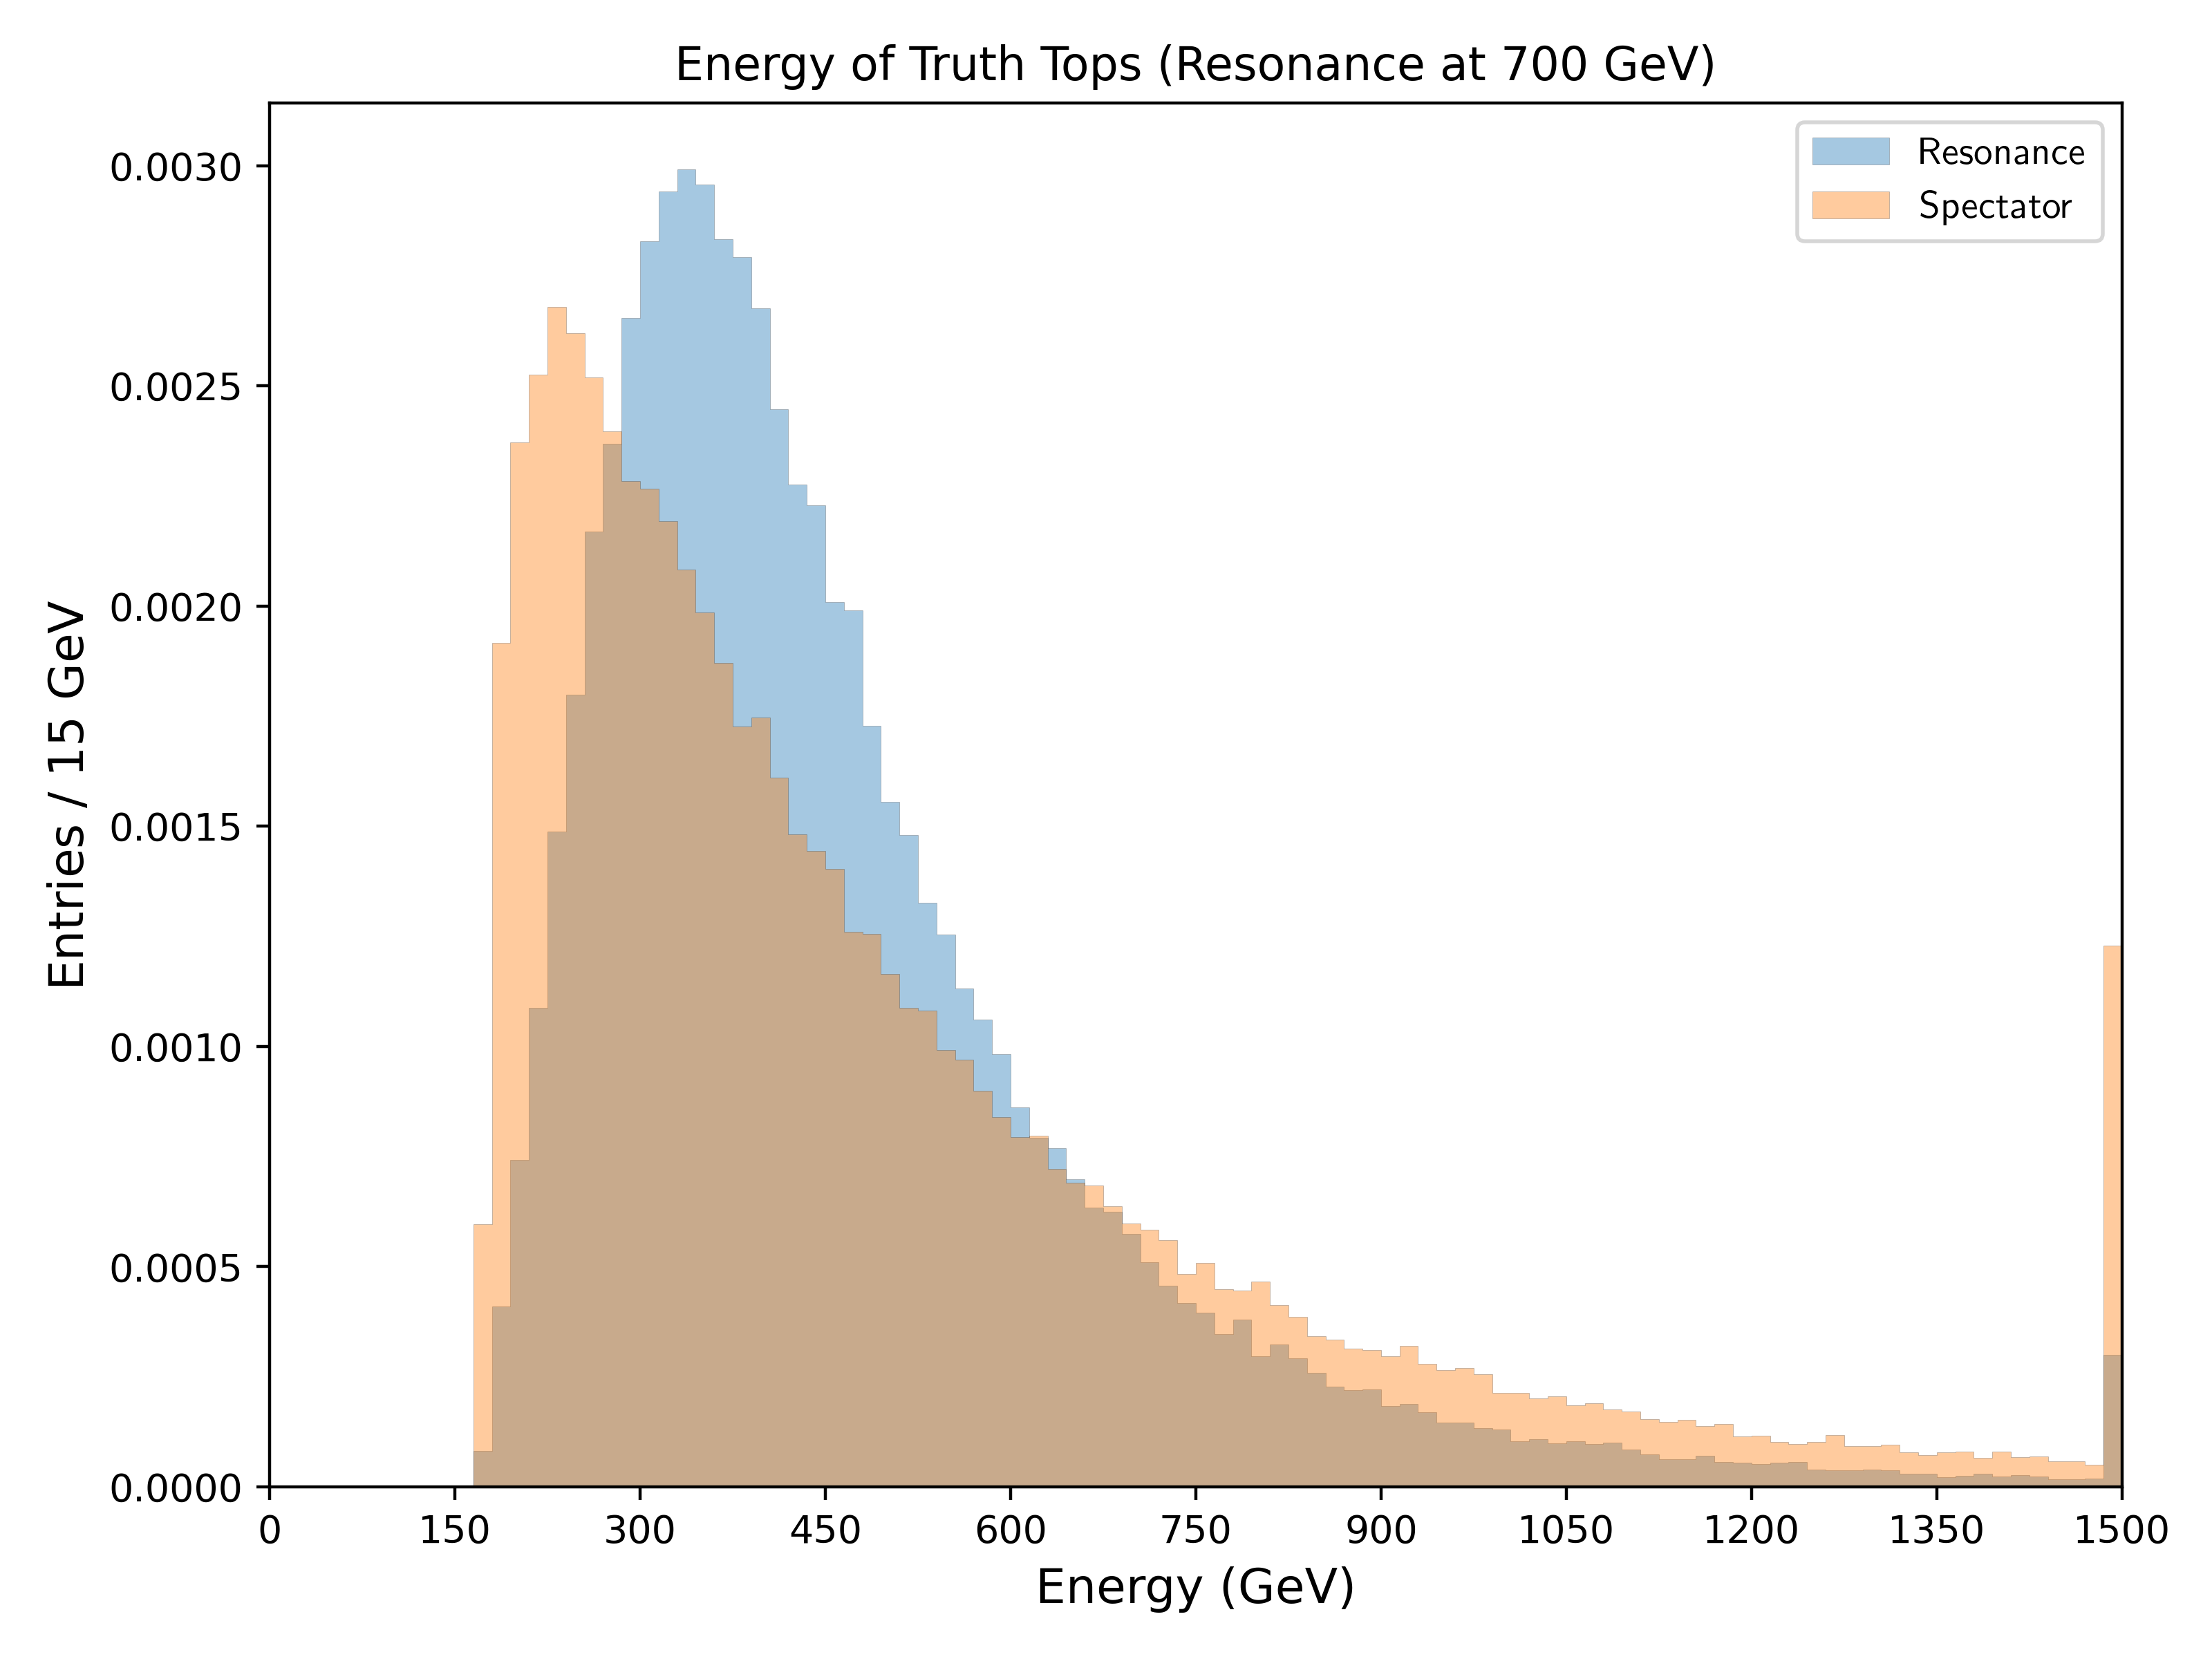 Energy of Truth Tops (Resonance at 700 GeV)
Resonance
Spectator
0.0030
0.0025
0.0020
0.0015
0.0010
0.0005
0.0000
Entries / 15 GeV
0 150 300 450 600 750 900 1050 1200 1350 1500
Energy (GeV)